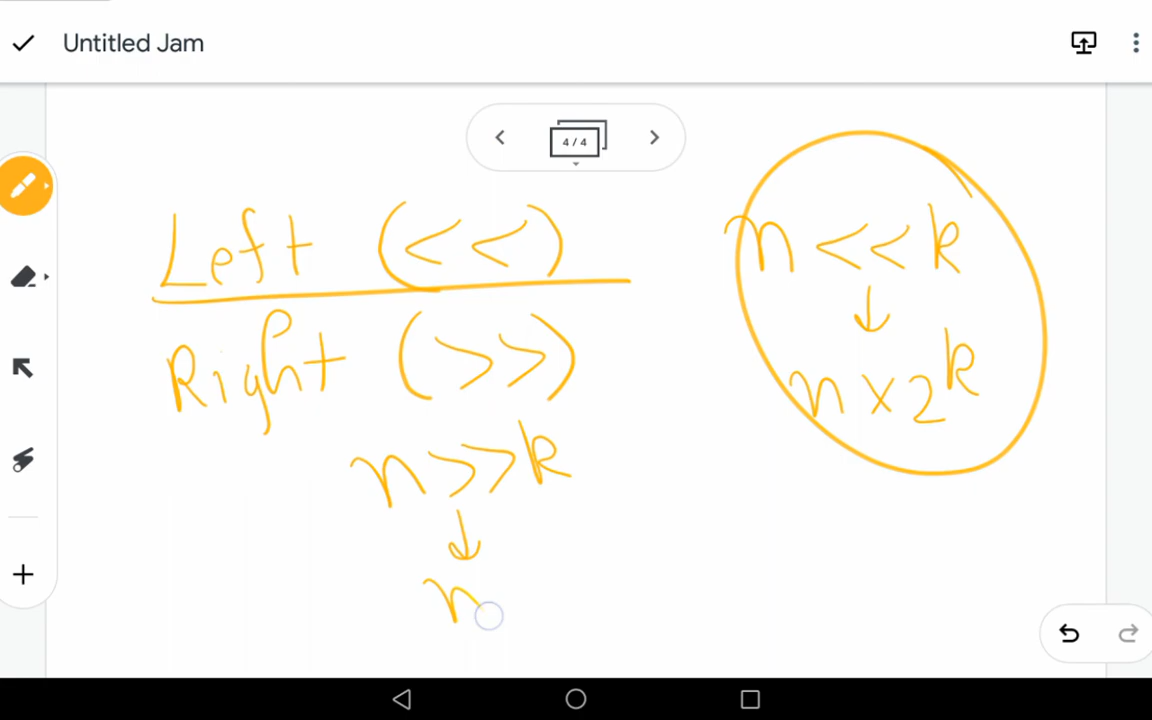 Untitled Jam
4 / 4
Left (<<)
Right (>>)
n>>k
↓
n
n<<k
↓
n × 2^k